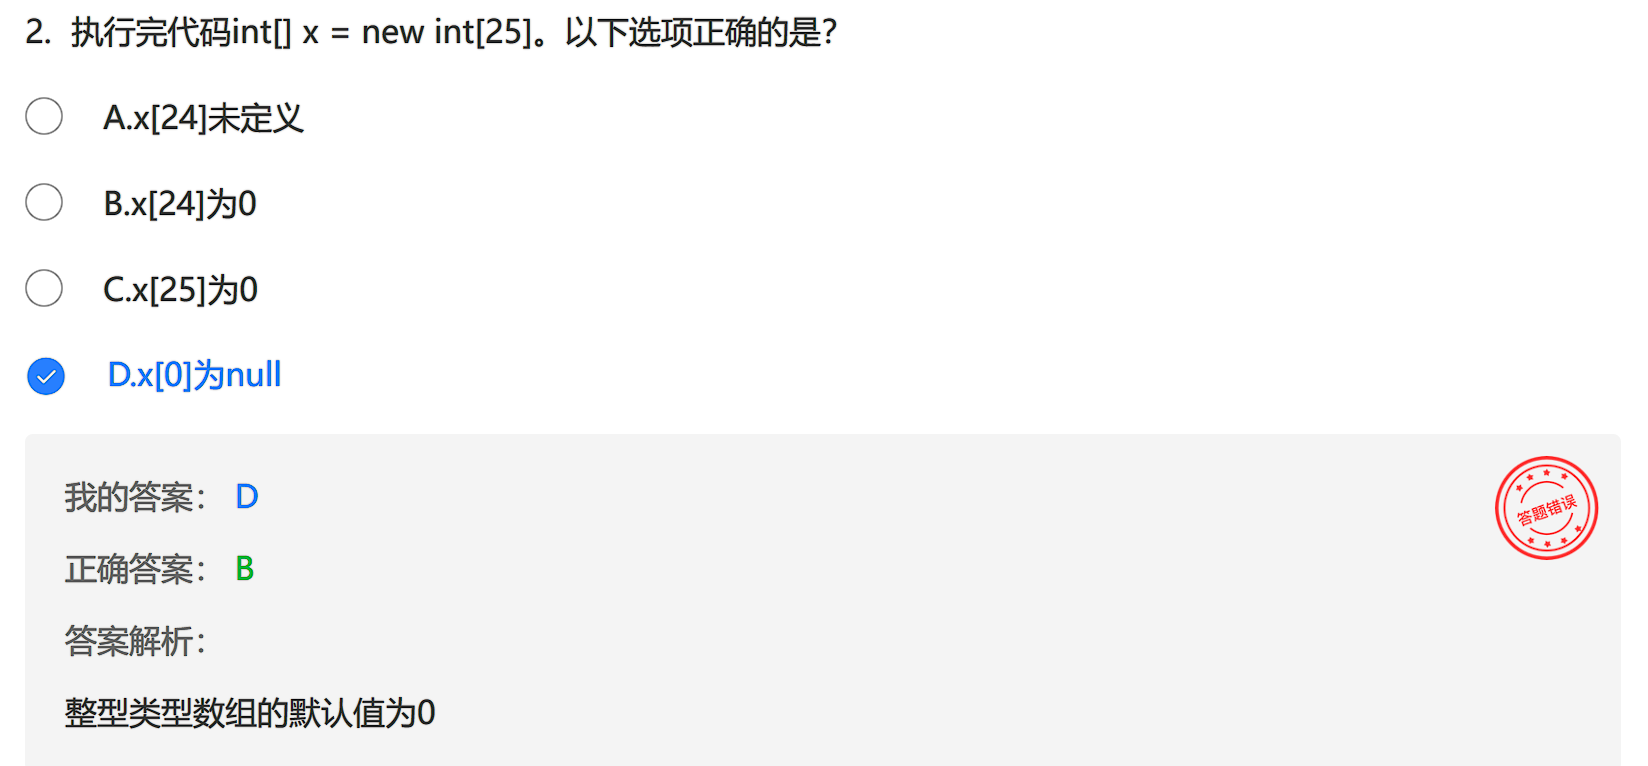 2. 执行完代码int[] x = new int[25]。以下选项正确的是?
A.x[24]未定义
B.x[24]为0
C.x[25]为0
D.x[0]为null
我的答案： D
答题错误
正确答案： B
答案解析：
整型类型数组的默认值为0